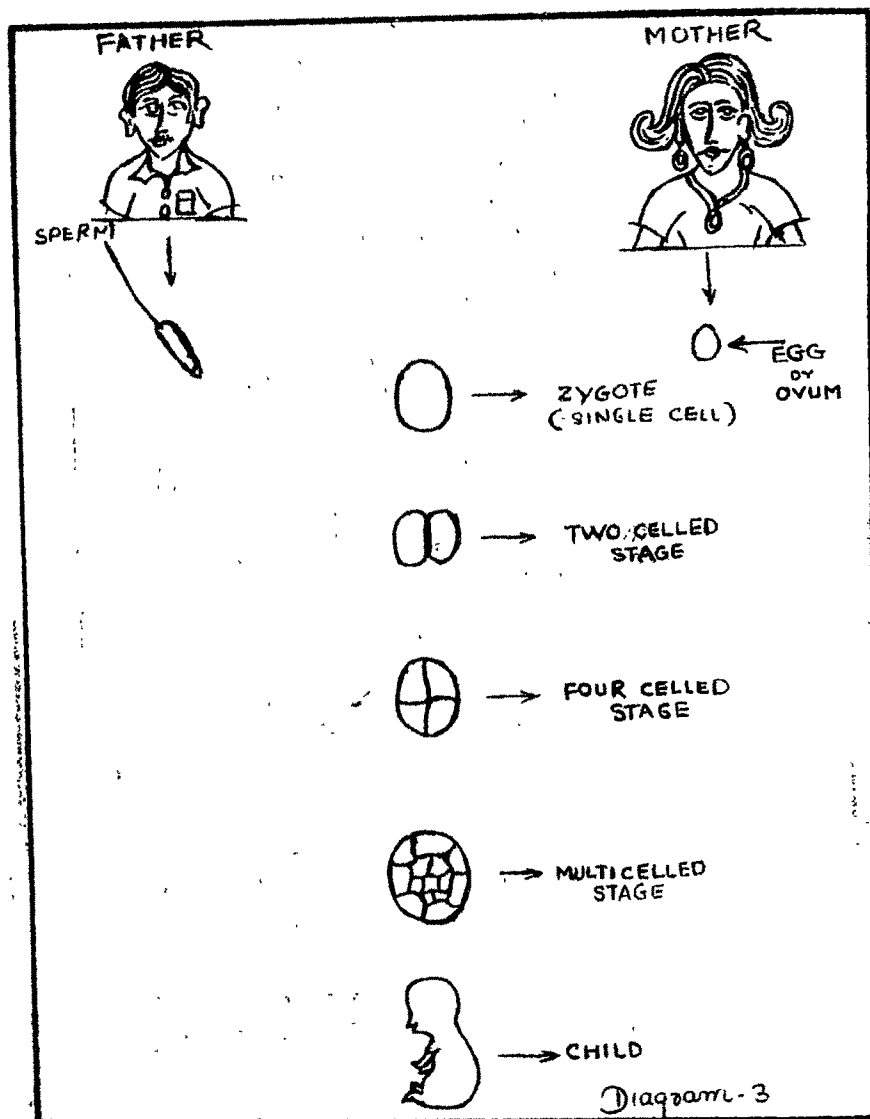 FATHER
MOTHER
SPERM
EGG
or
OVUM
ZYGOTE
(SINGLE CELL)
TWO CELLED
STAGE
FOUR CELLED
STAGE
MULTICELLED
STAGE
CHILD
Diagram-3